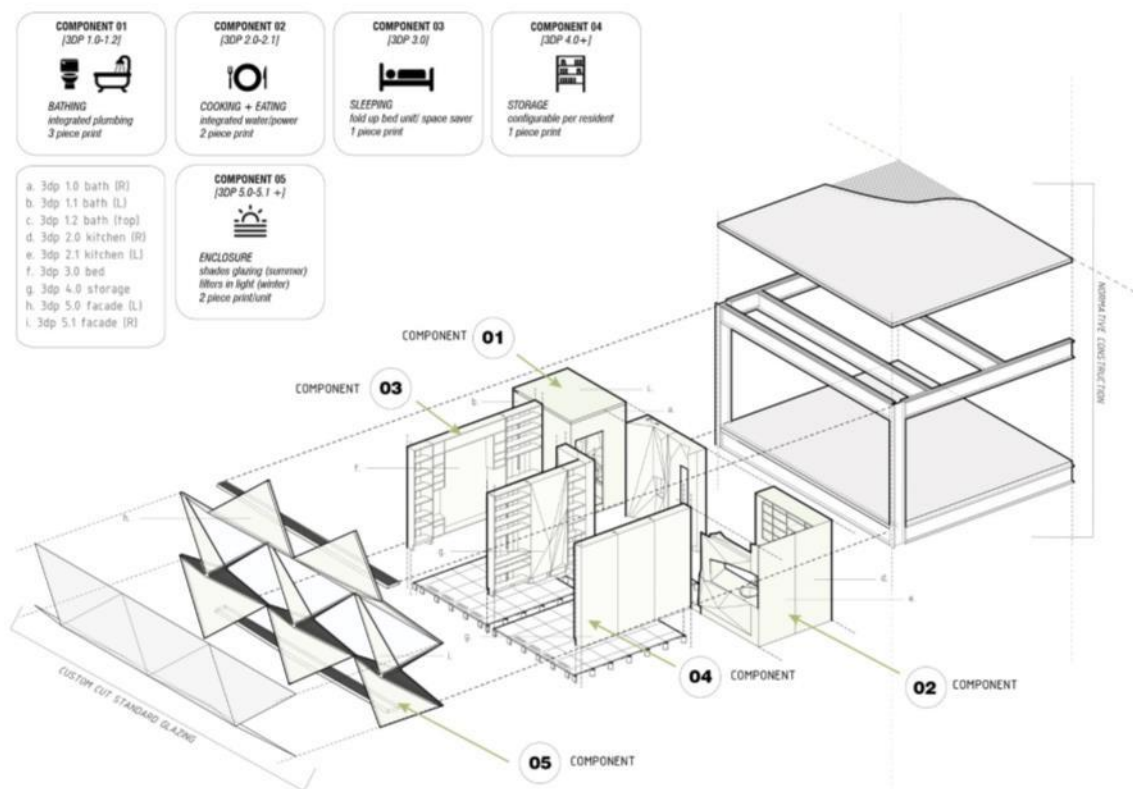 COMPONENT 01
[3DP 1.0-1.2]
BATHING
integrated plumbing
3 piece print
COMPONENT 02
[3DP 2.0-2.1]
COOKING + EATING
integrated water/power
2 piece print
COMPONENT 03
[3DP 3.0]
SLEEPING
fold up bed unit/ space saver
1 piece print
COMPONENT 04
[3DP 4.0+]
STORAGE
configurable per resident
1 piece print
a. 3dp 1.0 bath (R)
b. 3dp 1.1 bath (L)
c. 3dp 1.2 bath (top)
d. 3dp 2.0 kitchen (R)
e. 3dp 2.1 kitchen (L)
f. 3dp 3.0 bed
g. 3dp 4.0 storage
h. 3dp 5.0 facade (L)
i. 3dp 5.1 facade (R)
COMPONENT 05
[3DP 5.0-5.1 +]
ENCLOSURE
shades glazing (summer)
filters in light (winter)
2 piece print/unit
NORMATIVE CONSTRUCTION
COMPONENT 01
COMPONENT 03
c.
b.
a.
f.
h.
g.
d.
e.
g.
i.
04 COMPONENT
02 COMPONENT
05 COMPONENT
CUSTOM CUT STANDARD GLAZING